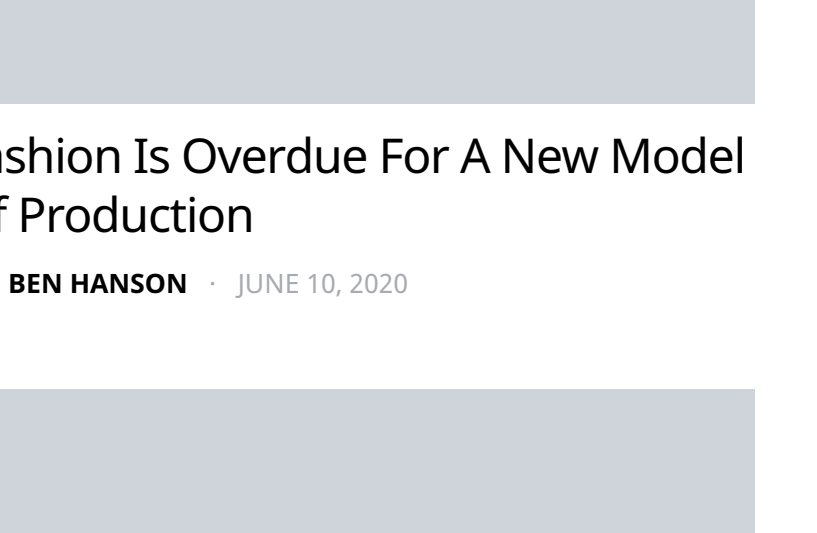 ashion Is Overdue For A New Model
f Production
BEN HANSON · JUNE 10, 2020